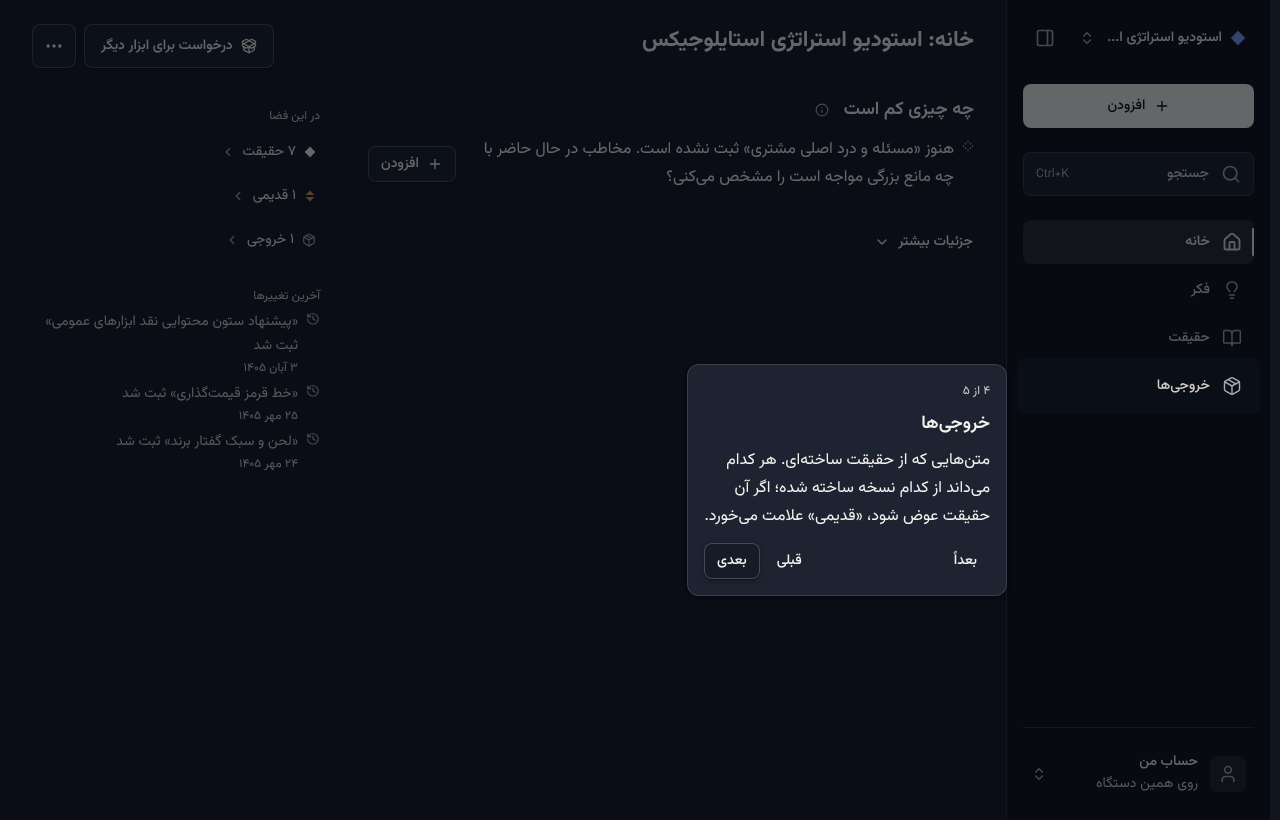 استودیو استراتژی ا...
افزودن
جستجو
Ctrl+K
خانه
فکر
حقیقت
خروجی‌ها
حساب من
روی همین دستگاه
خانه: استودیو استراتژی استایلوجیکس
درخواست برای ابزار دیگر
چه چیزی کم است
هنوز «مسئله و درد اصلی مشتری» ثبت نشده است. مخاطب در حال حاضر با
چه مانع بزرگی مواجه است را مشخص می‌کنی؟
افزودن
جزئیات بیشتر
در این فضا
۷ حقیقت
۱ قدیمی
۱ خروجی
آخرین تغییرها
«پیشنهاد ستون محتوایی نقد ابزارهای عمومی»
ثبت شد
۳ آبان ۱۴۰۵
«خط قرمز قیمت‌گذاری» ثبت شد
۲۵ مهر ۱۴۰۵
«لحن و سبک گفتار برند» ثبت شد
۲۴ مهر ۱۴۰۵
۴ از ۵
خروجی‌ها
متن‌هایی که از حقیقت ساخته‌ای. هر کدام
می‌داند از کدام نسخه ساخته شده؛ اگر آن
حقیقت عوض شود، «قدیمی» علامت می‌خورد.
بعداً
قبلی
بعدی